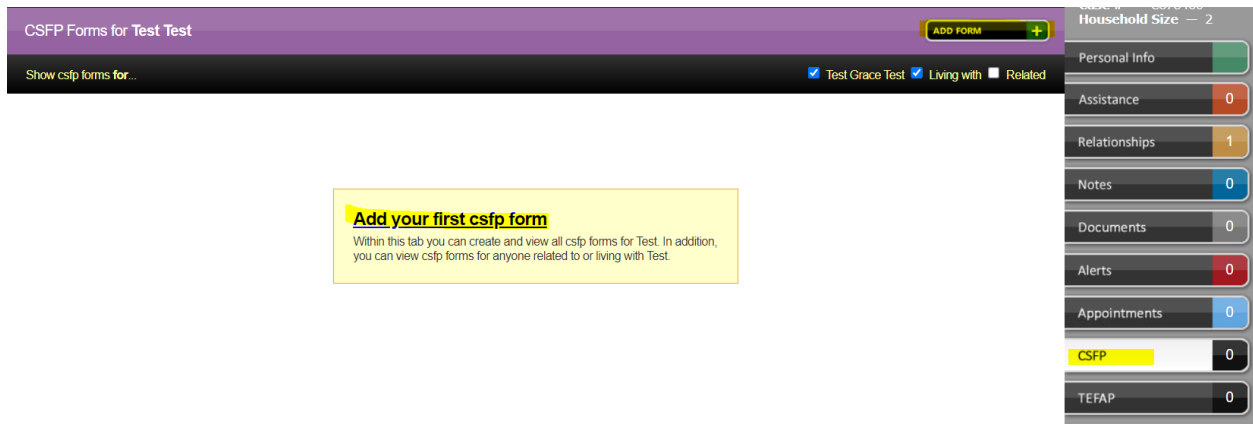 CSFP Forms for Test Test
ADD FORM +
Show csfp forms for...
Test Grace Test Living with Related
Add your first csfp form
Within this tab you can create and view all csfp forms for Test. In addition,
you can view csfp forms for anyone related to or living with Test.
Household Size — 2
Personal Info
Assistance 0
Relationships 1
Notes 0
Documents 0
Alerts 0
Appointments 0
CSFP 0
TEFAP 0